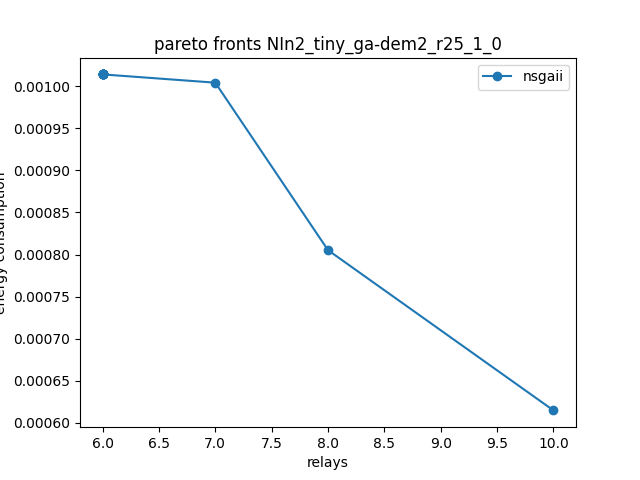 pareto fronts NIn2_tiny_ga-dem2_r25_1_0
nsgaii
0.00100
0.00095
0.00090
0.00085
0.00080
0.00075
0.00070
0.00065
0.00060
energy consumption
6.0 6.5 7.0 7.5 8.0 8.5 9.0 9.5 10.0
relays